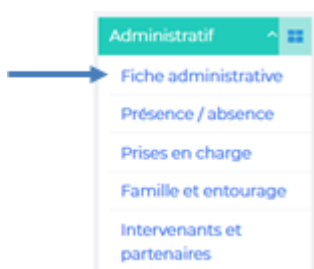 Administratif
Fiche administrative
Présence / absence
Prises en charge
Famille et entourage
Intervenants et
partenaires